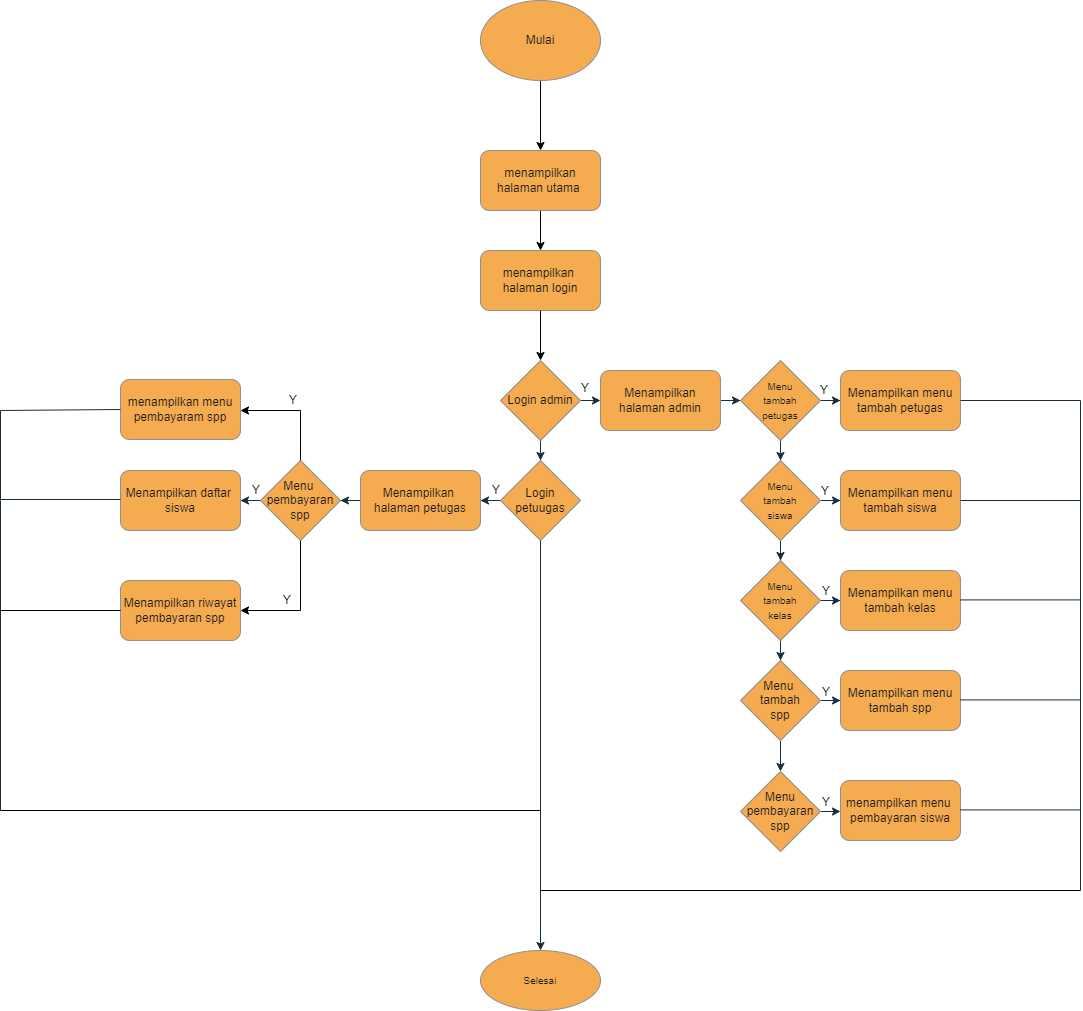 Mulai
menampilkan
halaman utama
menampilkan
halaman login
Login admin
Y
Menampilkan
halaman admin
Menu
tambah
petugas
Y
Menampilkan menu
tambah petugas
Y
menampilkan menu
pembayaram spp
Login
petuugas
Y
Menampilkan
halaman petugas
Menu
pembayaran
spp
Y
Menampilkan daftar
siswa
Menu
tambah
siswa
Y
Menampilkan menu
tambah siswa
Y
Menampilkan riwayat
pembayaran spp
Menu
tambah
kelas
Y
Menampilkan menu
tambah kelas
Menu
tambah
spp
Y
Menampilkan menu
tambah spp
Menu
pembayaran
spp
Y
menampilkan menu
pembayaran siswa
Selesai